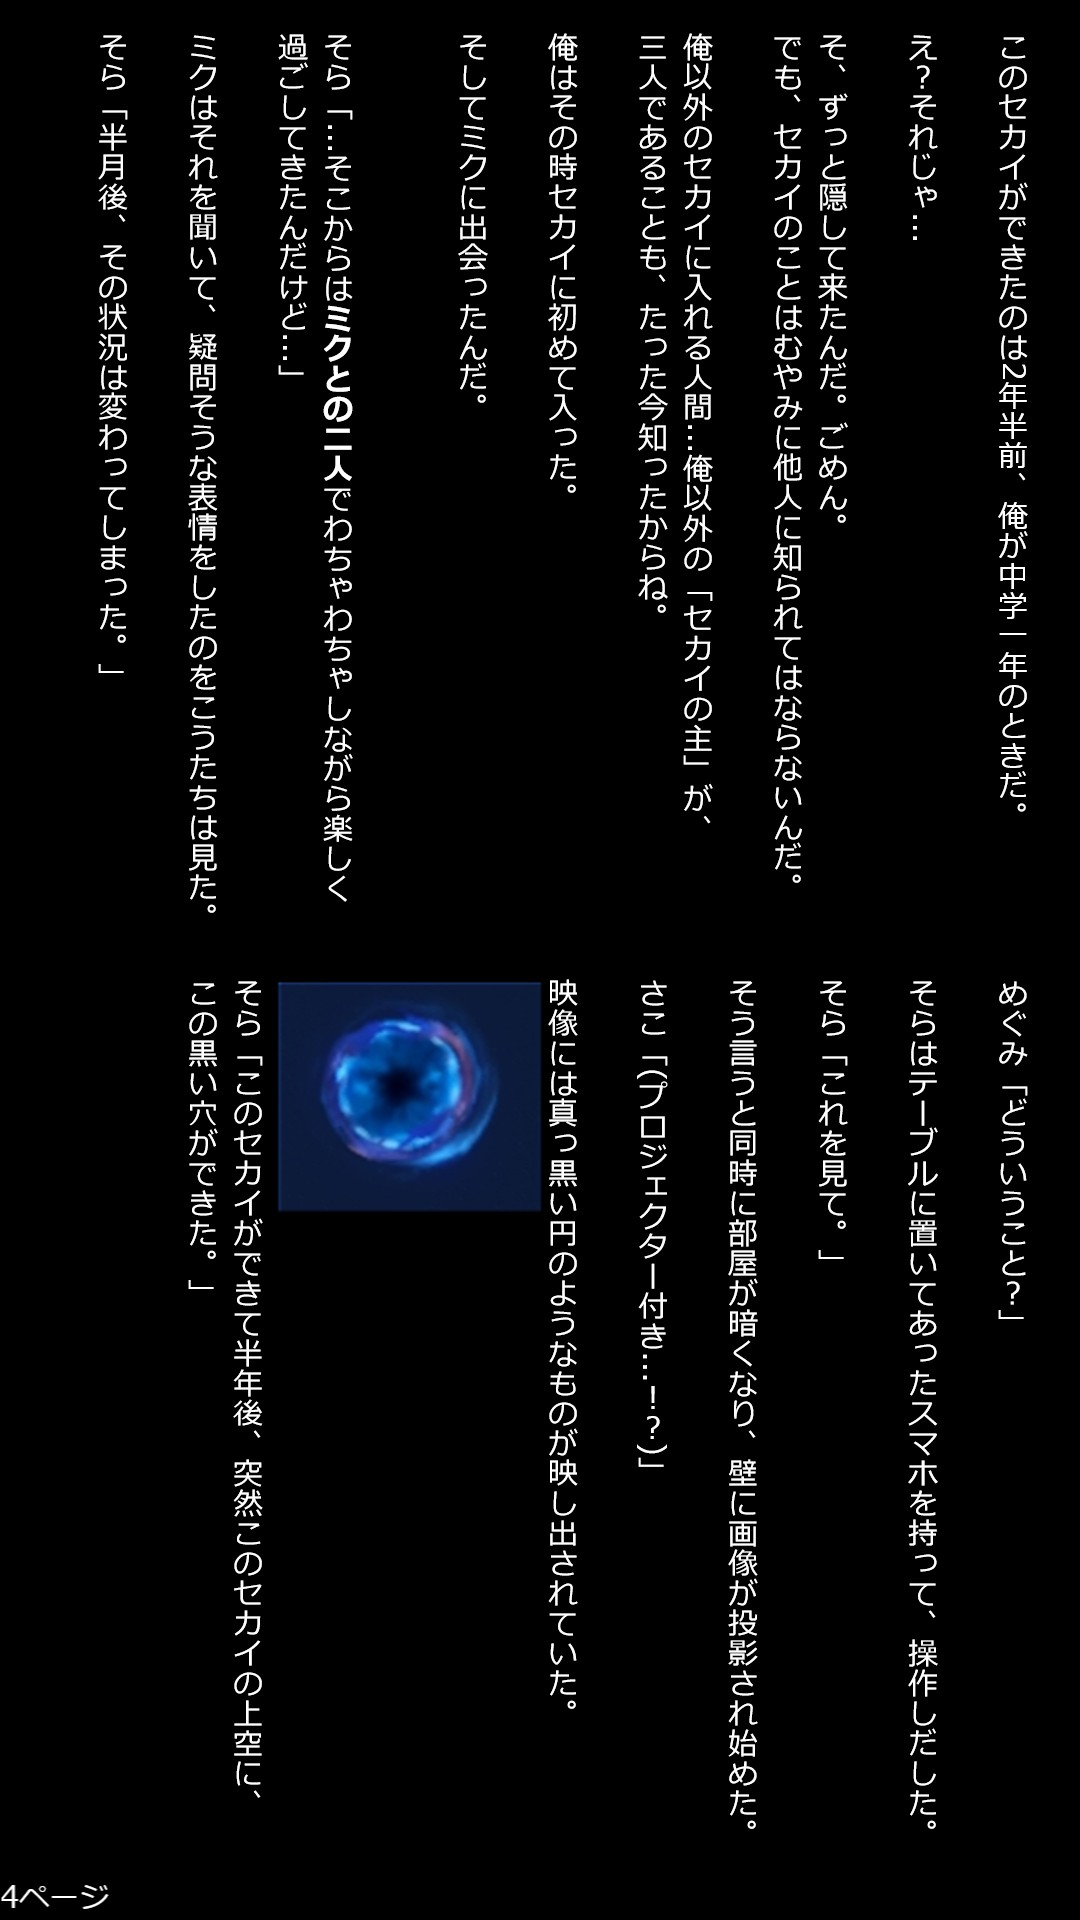 このセカイができたのは2年半前、俺が中学一年のときだ。
え？それじゃ…
そ、ずっと隠して来たんだ。ごめん。
でも、セカイのことはむやみに他人に知られてはならないんだ。
俺以外のセカイに入れる人間…俺以外の「セカイの主」が、
三人であることも、たった今知ったからね。
俺はその時セカイに初めて入った。
そしてミクに出会ったんだ。
そら「…そこからはミクとの二人でわちゃわちゃしながら楽しく
過ごしてきたんだけど…」
ミクはそれを聞いて、疑問そうな表情をしたのをこうたちは見た。
そら「半月後、その状況は変わってしまった。」
めぐみ「どういうこと？」
そらはテーブルに置いてあったスマホを持って、操作しだした。
そら「これを見て。」
そう言うと同時に部屋が暗くなり、壁に画像が投影され始めた。
さこ「(プロジェクター付き…！？)」
映像には真っ黒い円のようなものが映し出されていた。
そら「このセカイができて半年後、突然このセカイの上空に、
この黒い穴ができた。」
4ページ